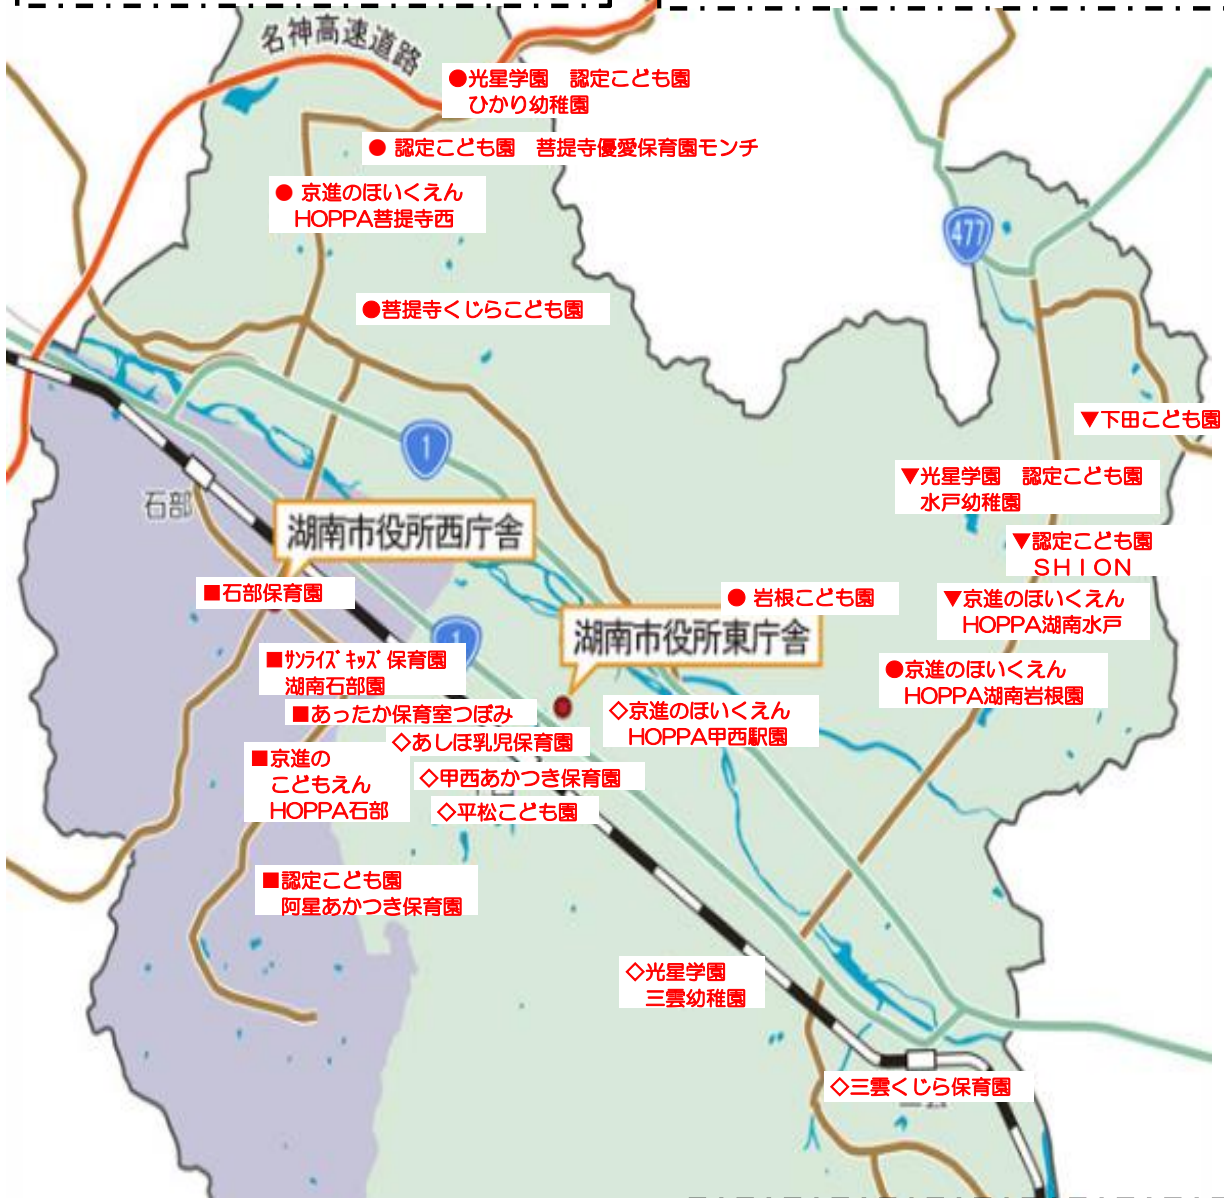 名神高速道路
●光星学園　認定こども園
ひかり幼稚園
● 認定こども園　菩提寺優愛保育園モンチ
● 京進のほいくえん
HOPPA菩提寺西
477
●菩提寺くじらこども園
▼下田こども園
1
▼光星学園　認定こども園
水戸幼稚園
石部
湖南市役所西庁舎
▼認定こども園
ＳＨＩＯＮ
■石部保育園
● 岩根こども園
▼京進のほいくえん
HOPPA湖南水戸
1
湖南市役所東庁舎
■ｻﾝﾗｲｽﾞｷｯｽﾞ保育園
湖南石部園
●京進のほいくえん
HOPPA湖南岩根園
■あったか保育室つぼみ
◇京進のほいくえん
HOPPA甲西駅園
◇あしほ乳児保育園
■京進の
こどもえん
HOPPA石部
◇甲西あかつき保育園
◇平松こども園
■認定こども園
阿星あかつき保育園
◇光星学園
三雲幼稚園
◇三雲くじら保育園